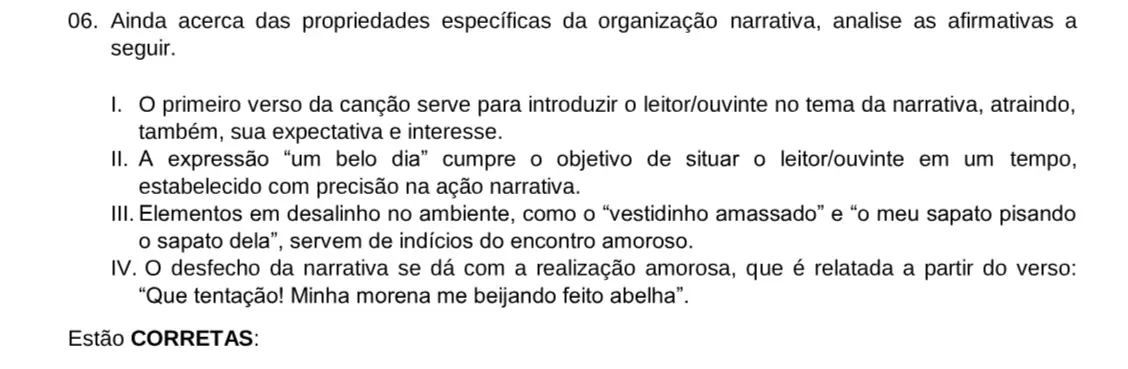 06. Ainda acerca das propriedades específicas da organização narrativa, analise as afirmativas a
seguir.
I. O primeiro verso da canção serve para introduzir o leitor/ouvinte no tema da narrativa, atraindo,
também, sua expectativa e interesse.
II. A expressão “um belo dia” cumpre o objetivo de situar o leitor/ouvinte em um tempo,
estabelecido com precisão na ação narrativa.
III. Elementos em desalinho no ambiente, como o “vestidinho amassado” e “o meu sapato pisando
o sapato dela”, servem de indícios do encontro amoroso.
IV. O desfecho da narrativa se dá com a realização amorosa, que é relatada a partir do verso:
“Que tentação! Minha morena me beijando feito abelha”.
Estão CORRETAS: